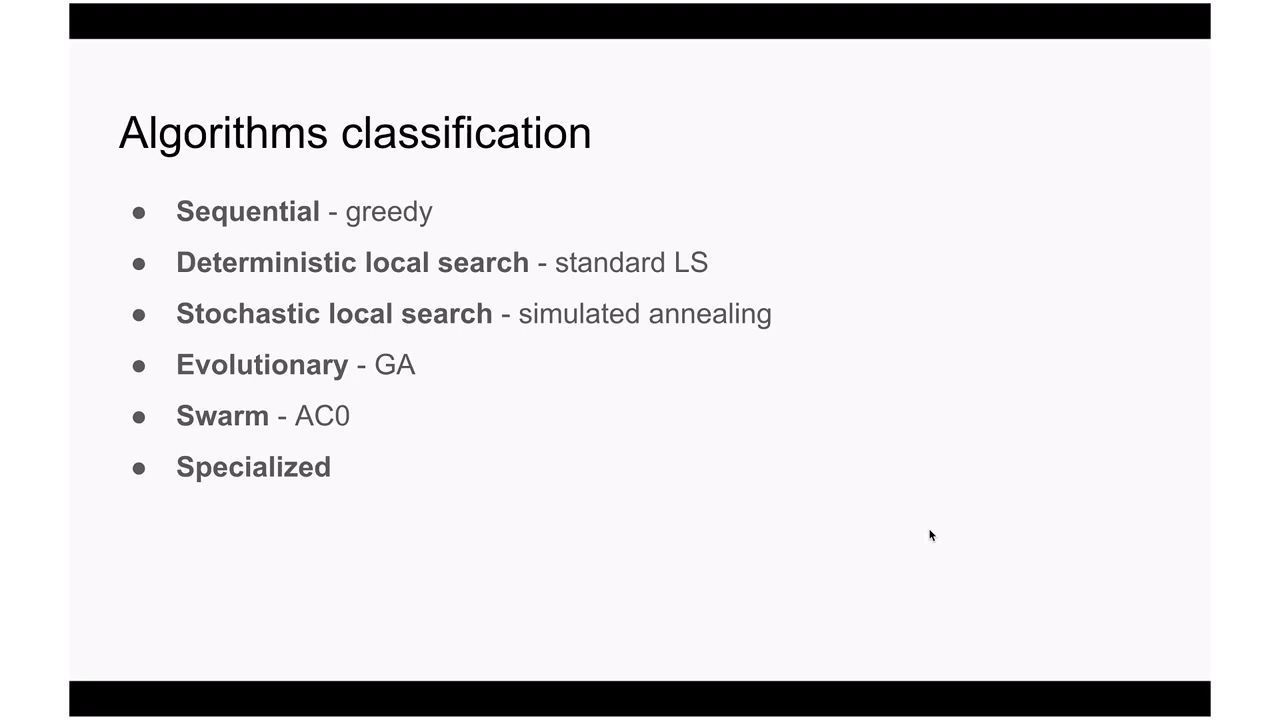 Algorithms classification
● Sequential - greedy
● Deterministic local search - standard LS
● Stochastic local search - simulated annealing
● Evolutionary - GA
● Swarm - AC0
● Specialized